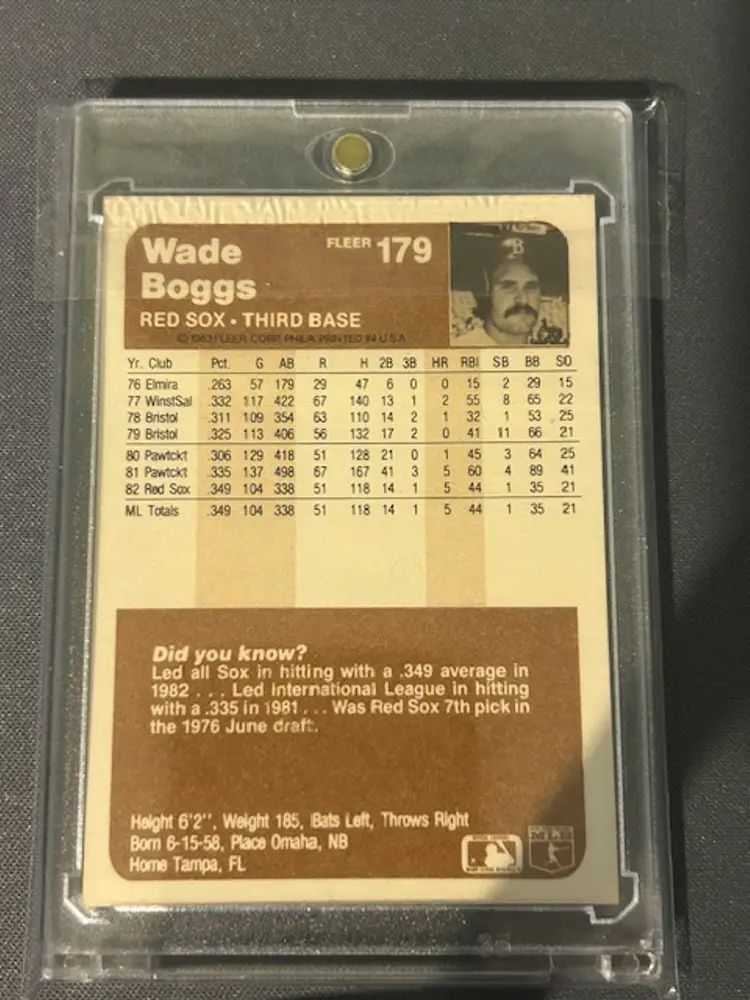 Wade
Boggs
FLEER 179
RED SOX • THIRD BASE
© 1983 FLEER CORP. PHILA. PRINTED IN U.S.A.
Yr. Club Pct. G AB R H 2B 3B HR RBI SB BB SO
76 Elmira .263 57 179 29 47 6 0 0 15 2 29 15
77 WinstSal .332 117 422 67 140 13 1 2 55 8 65 22
78 Bristol .311 109 354 63 110 14 2 1 32 1 53 25
79 Bristol .325 113 406 56 132 17 2 0 41 11 66 21
80 Pawtckt .306 129 418 51 128 21 0 1 45 3 64 25
81 Pawtckt .335 137 498 67 167 41 3 5 60 4 89 41
82 Red Sox .349 104 338 51 118 14 1 5 44 1 35 21
ML Totals .349 104 338 51 118 14 1 5 44 1 35 21
Did you know?
Led all Sox in hitting with a .349 average in
1982 . . . Led International League in hitting
with a .335 in 1981 . . . Was Red Sox 7th pick in
the 1976 June draft.
Height 6'2", Weight 185, Bats Left, Throws Right
Born 6-15-58, Place Omaha, NB
Home Tampa, FL